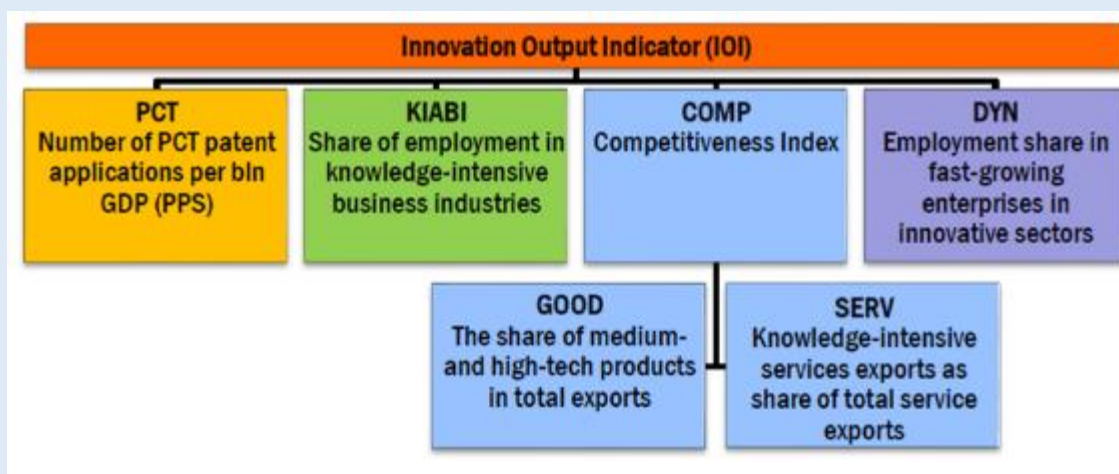 Innovation Output Indicator (IOI)
PCT
Number of PCT patent
applications per bln
GDP (PPS)
KIABI
Share of employment in
knowledge-intensive
business industries
COMP
Competitiveness Index
DYN
Employment share in
fast-growing
enterprises in
innovative sectors
GOOD
The share of medium-
and high-tech products
in total exports
SERV
Knowledge-intensive
services exports as
share of total service
exports